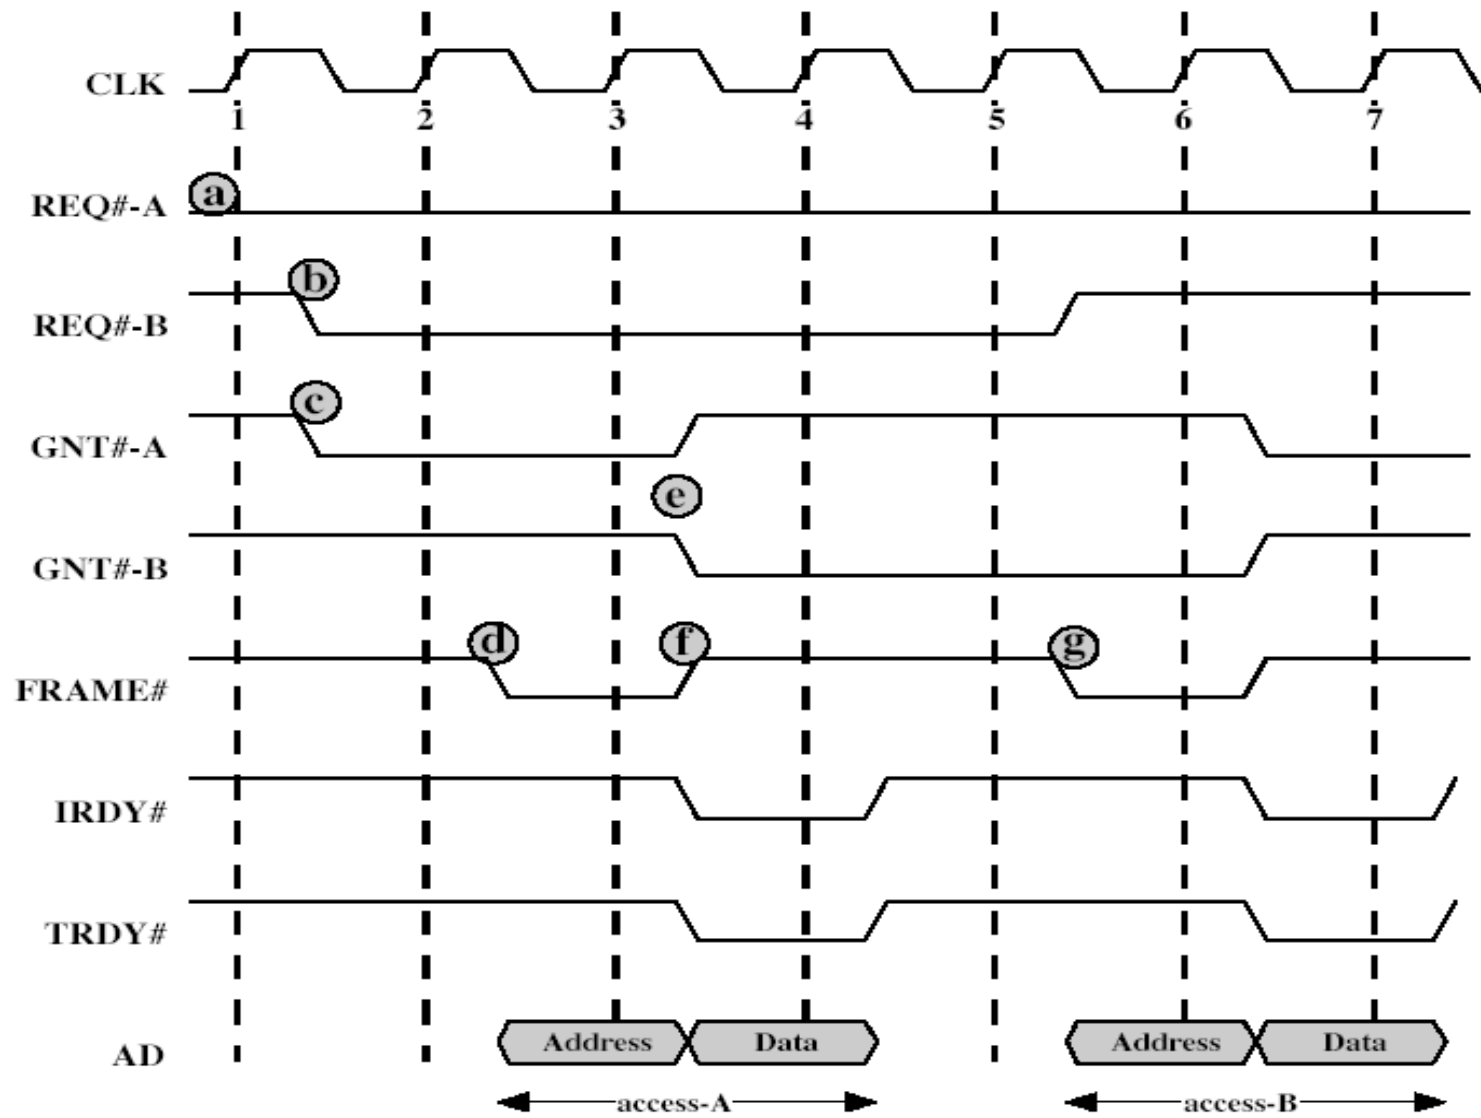 CLK
1 2 3 4 5 6 7
a
REQ#-A
b
REQ#-B
c
GNT#-A
e
GNT#-B
d f g
FRAME#
IRDY#
TRDY#
AD Address Data Address Data
access-A access-B